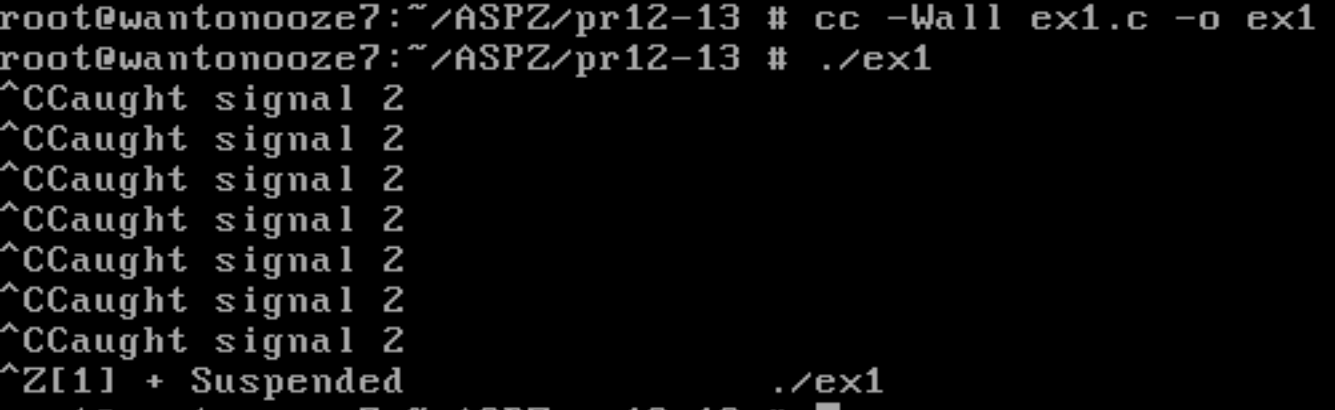 root@wantonooze7:~/ASPZ/pr12-13 # cc -Wall ex1.c -o ex1
root@wantonooze7:~/ASPZ/pr12-13 # ./ex1
^CCaught signal 2
^CCaught signal 2
^CCaught signal 2
^CCaught signal 2
^CCaught signal 2
^CCaught signal 2
^CCaught signal 2
^Z[1] + Suspended                 ./ex1